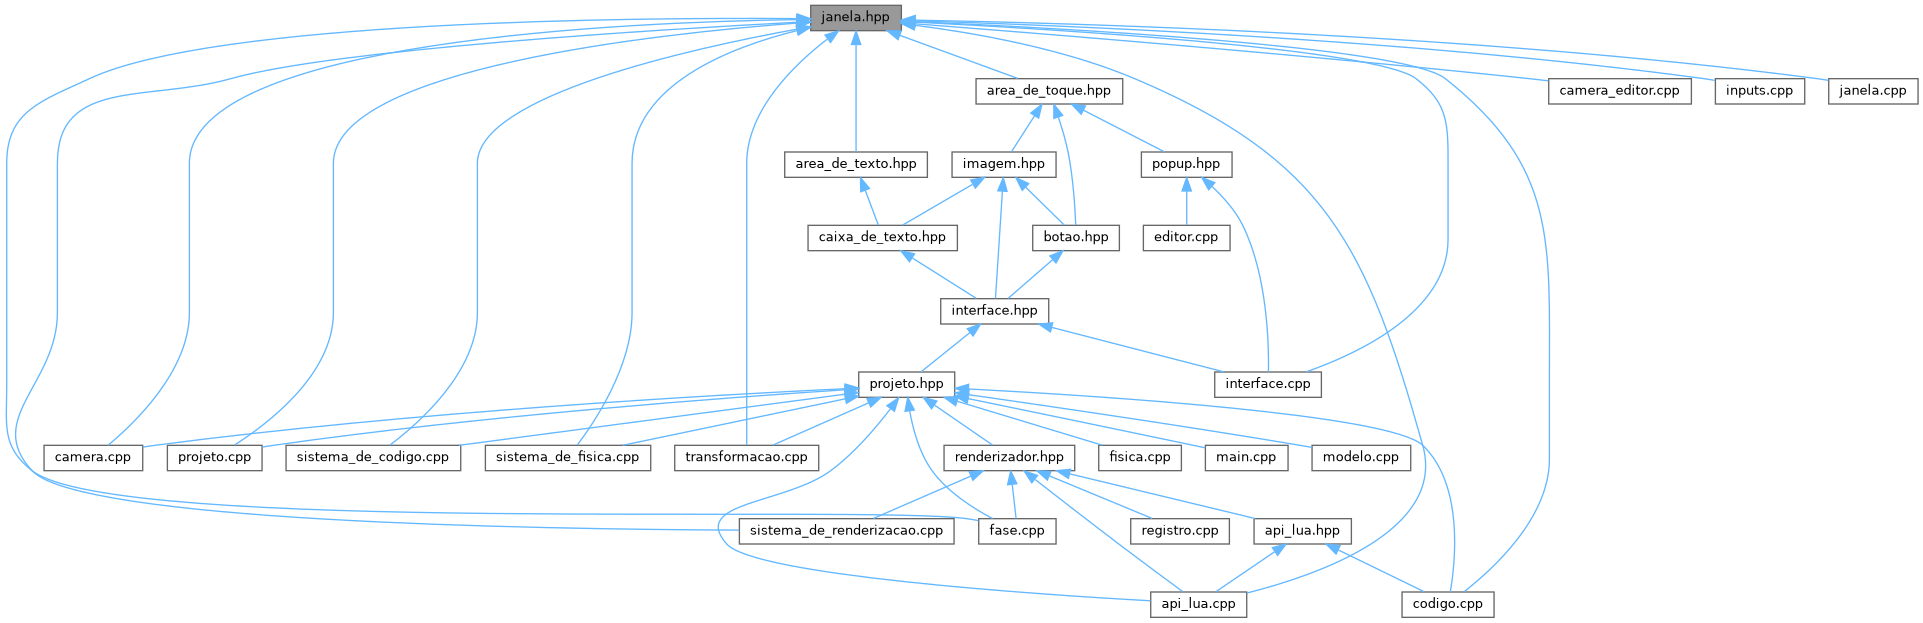 janela.hpp
area_de_toque.hpp
camera_editor.cpp
inputs.cpp
janela.cpp
area_de_texto.hpp
imagem.hpp
popup.hpp
caixa_de_texto.hpp
botao.hpp
editor.cpp
interface.hpp
projeto.hpp
interface.cpp
camera.cpp
projeto.cpp
sistema_de_codigo.cpp
sistema_de_fisica.cpp
transformacao.cpp
renderizador.hpp
fisica.cpp
main.cpp
modelo.cpp
sistema_de_renderizacao.cpp
fase.cpp
registro.cpp
api_lua.hpp
api_lua.cpp
codigo.cpp